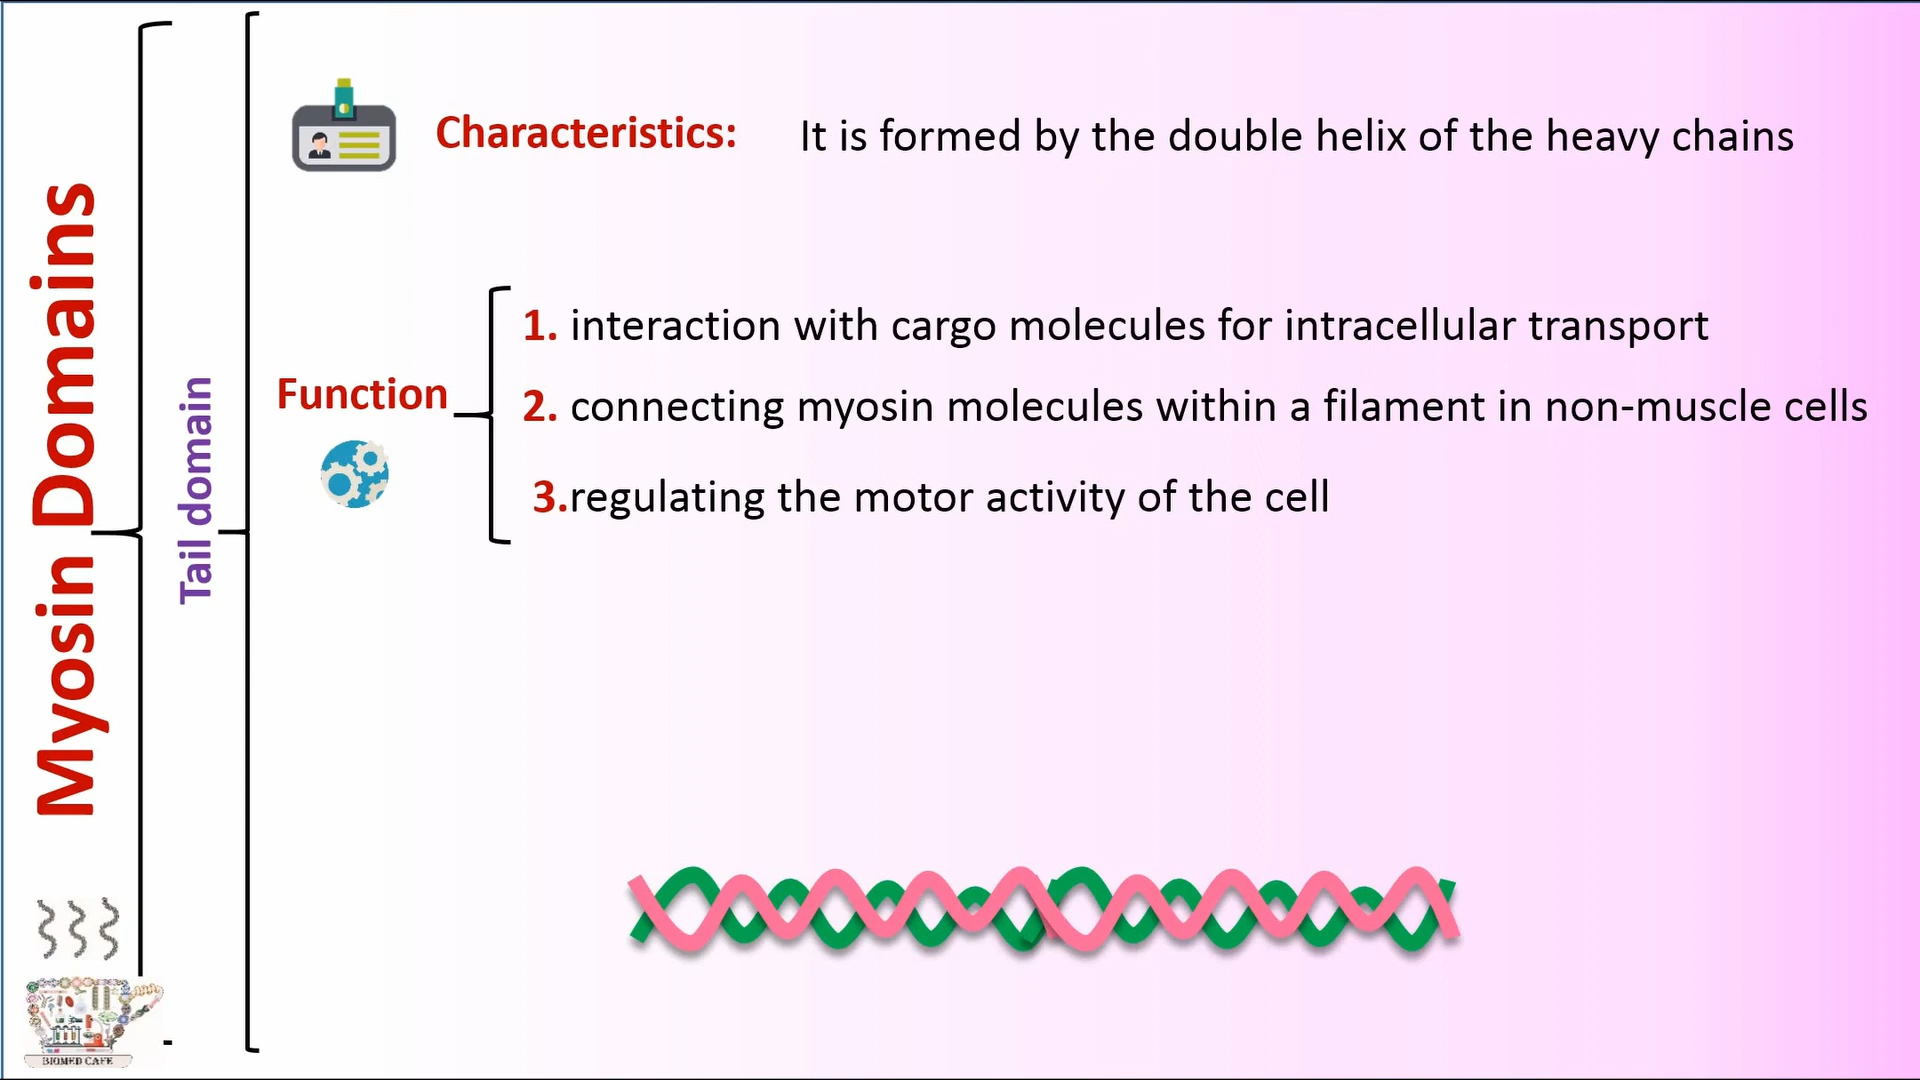 Myosin Domains
Tail domain
Characteristics: It is formed by the double helix of the heavy chains
Function
1. interaction with cargo molecules for intracellular transport
2. connecting myosin molecules within a filament in non-muscle cells
3.regulating the motor activity of the cell
BIOMED CAFE